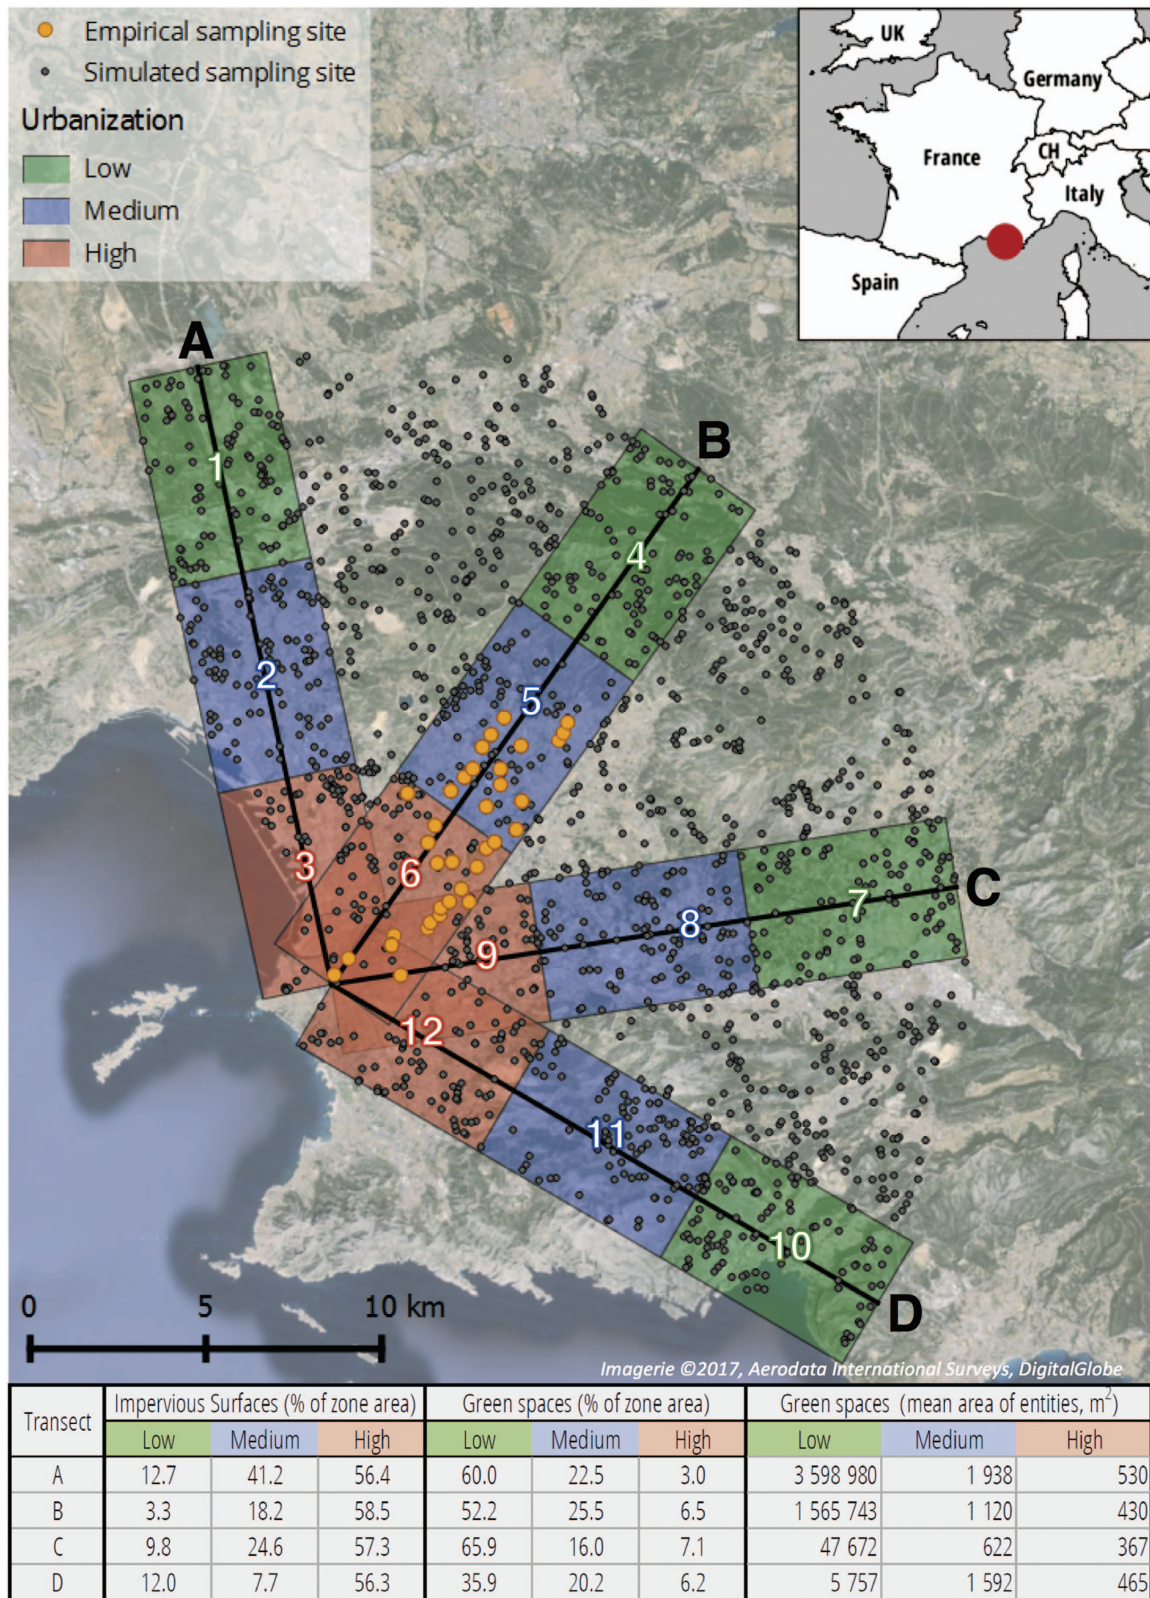 Empirical sampling site
Simulated sampling site
Urbanization
Low
Medium
High
UK
Germany
France
CH
Italy
Spain
A
B
1
4
2
5
3
6
7
C
8
9
12
11
10
D
0 5 10 km
Imagerie ©2017, Aerodata International Surveys, DigitalGlobe
Transect Impervious Surfaces (% of zone area) Green spaces (% of zone area) Green spaces (mean area of entities, m²)
Low Medium High Low Medium High Low Medium High
A 12.7 41.2 56.4 60.0 22.5 3.0 3 598 980 1 938 530
B 3.3 18.2 58.5 52.2 25.5 6.5 1 565 743 1 120 430
C 9.8 24.6 57.3 65.9 16.0 7.1 47 672 622 367
D 12.0 7.7 56.3 35.9 20.2 6.2 5 757 1 592 465